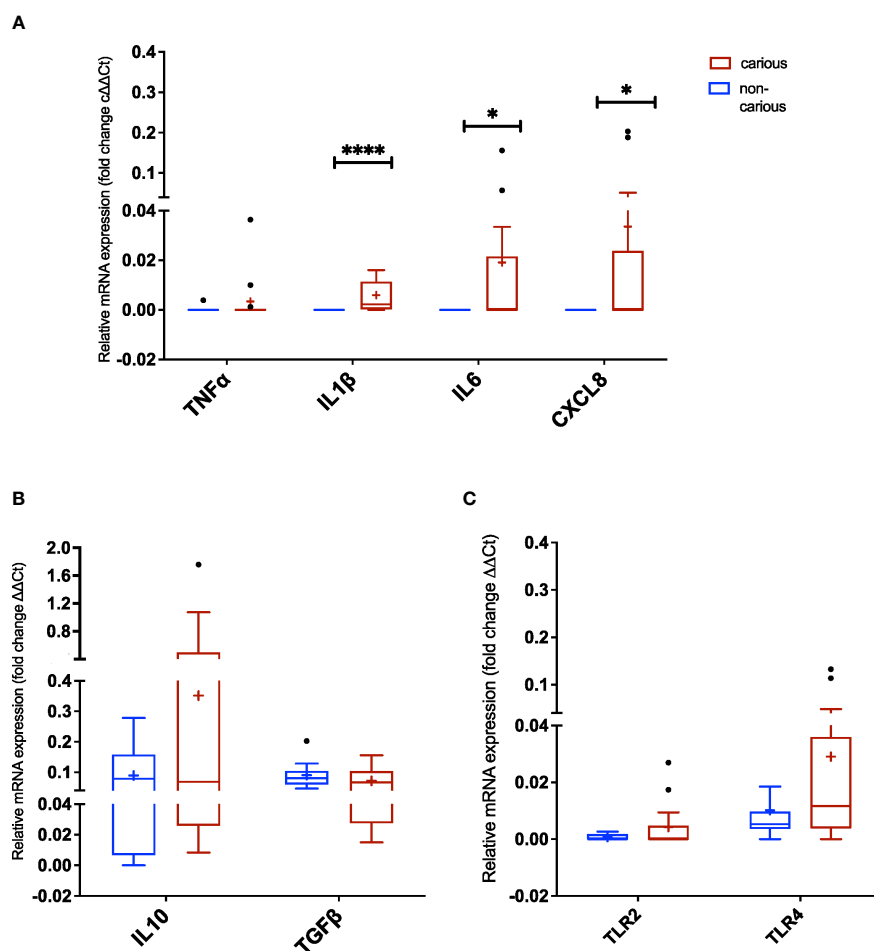 A
Relative mRNA expression (fold change cΔΔCt)
0.4
0.3
0.2
0.1
0.04
0.02
0.00
-0.02
****
*
*
TNFα
IL1β
IL6
CXCL8
carious
non-
carious
B
Relative mRNA expression (fold change ΔΔCt)
2.0
1.6
1.2
0.8
0.4
0.3
0.2
0.1
0.04
0.02
0.00
-0.02
IL10
TGFβ
C
Relative mRNA expression (fold change ΔΔCt)
0.4
0.3
0.2
0.1
0.04
0.02
0.00
-0.02
TLR2
TLR4